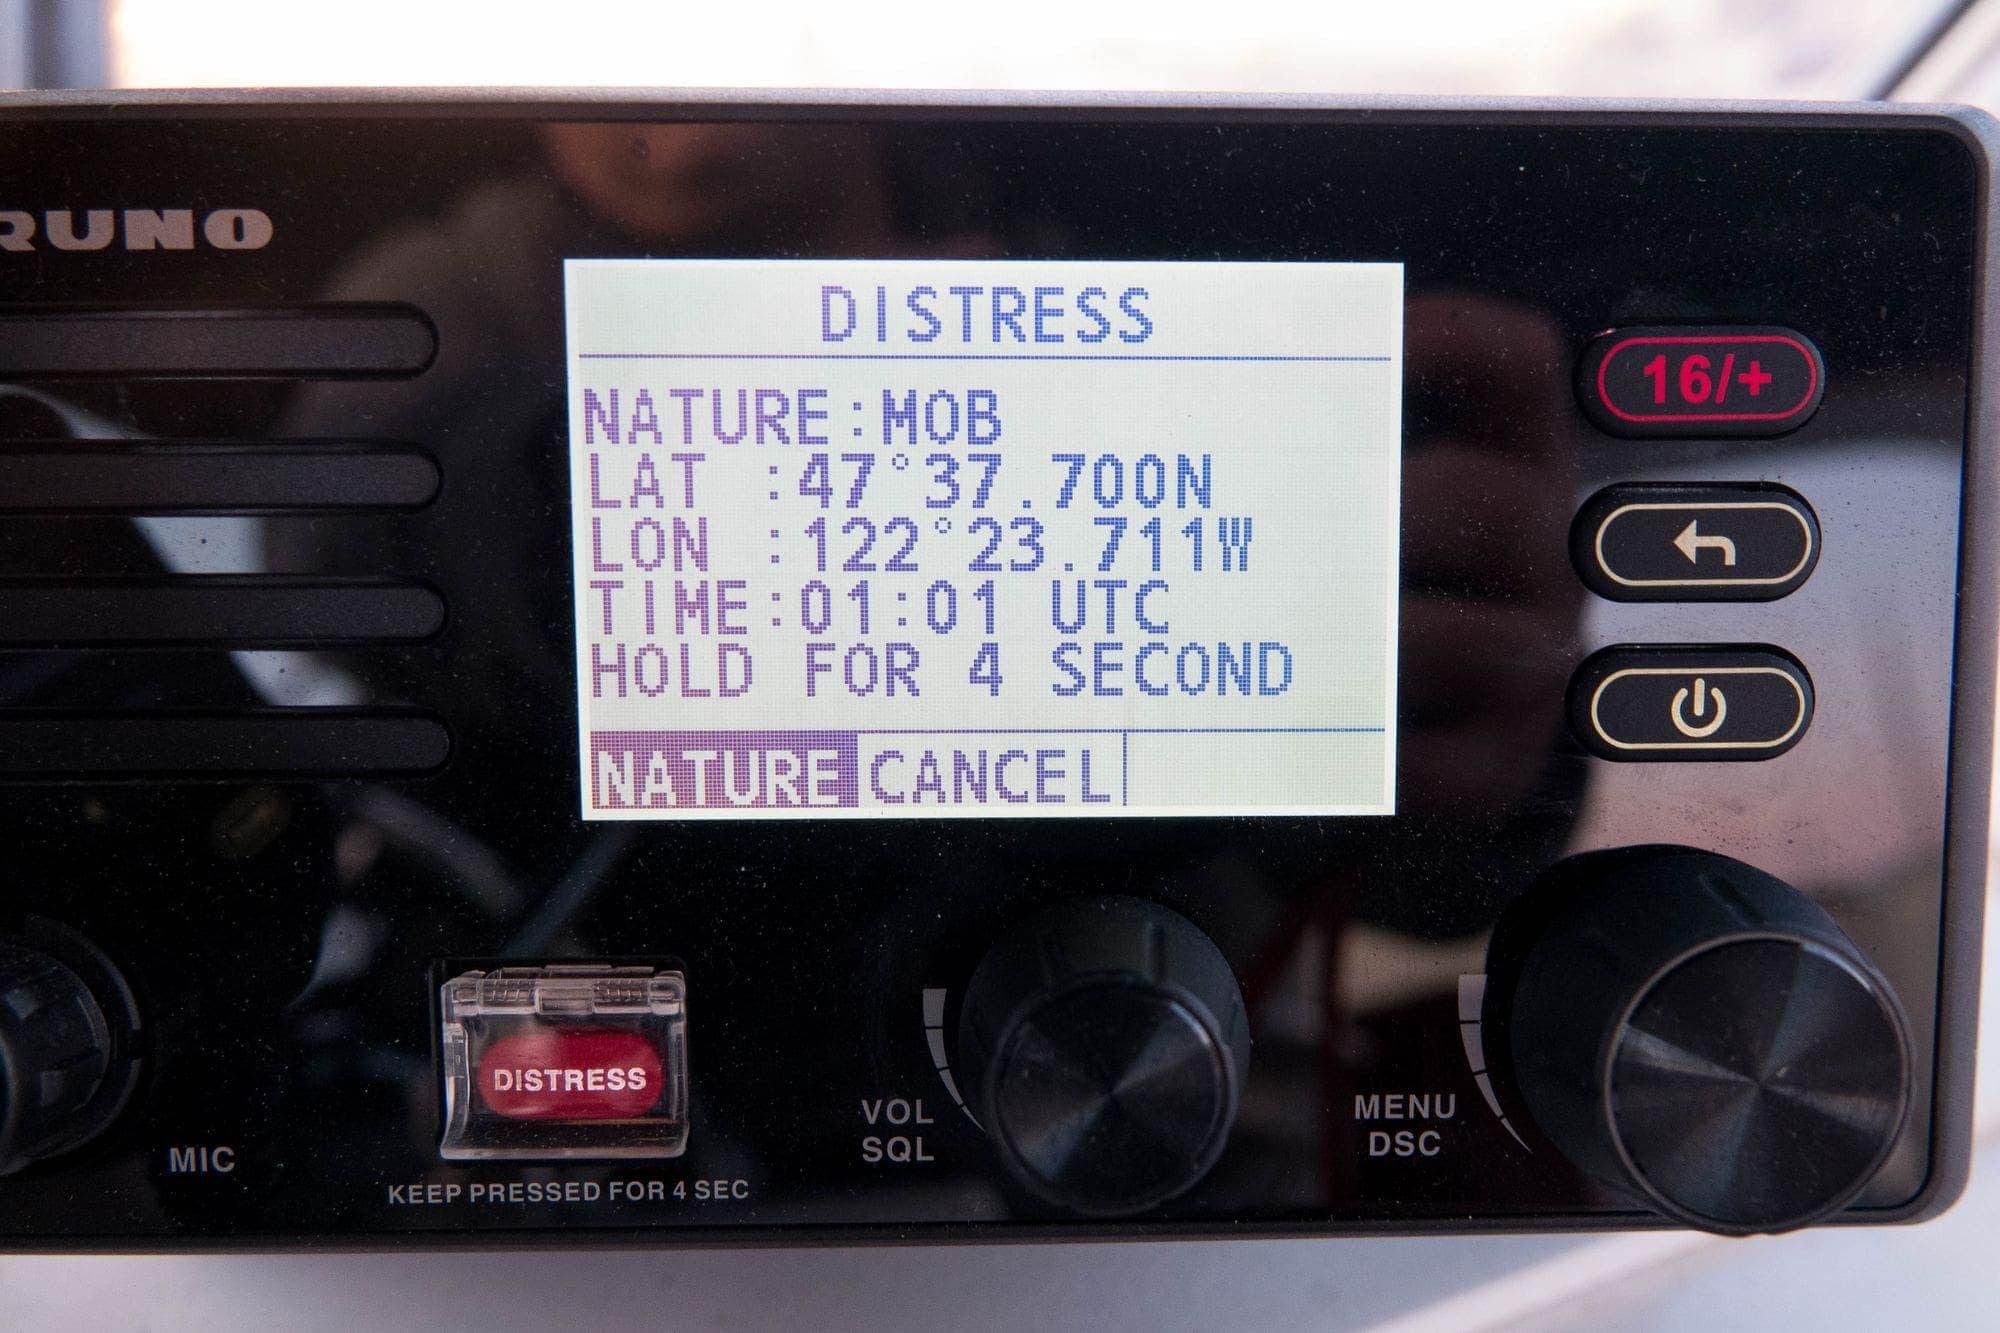 RUNO
DISTRESS
NATURE:MOB
LAT :47°37.700N
LON :122°23.711W
TIME:01:01 UTC
HOLD FOR 4 SECOND
NATURE CANCEL
16/+
DISTRESS
KEEP PRESSED FOR 4 SEC
MIC
VOL
SQL
MENU
DSC